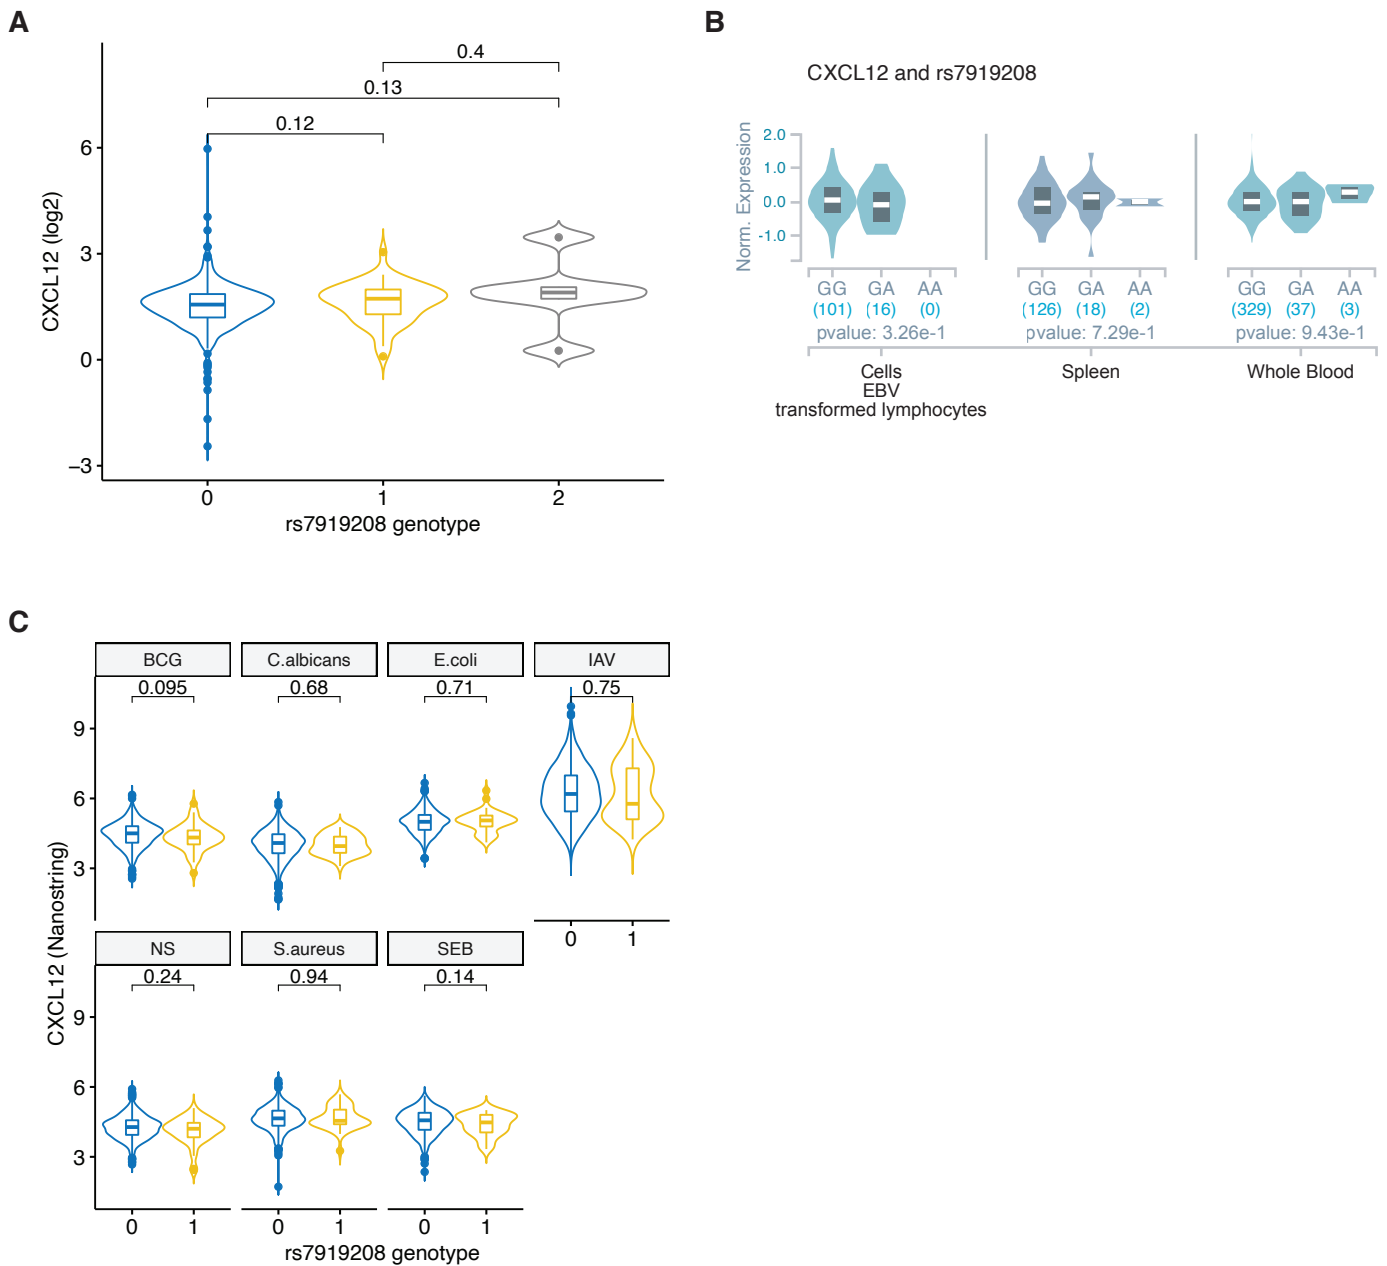 A
0.4
0.13
0.12
6
3
0
−3
CXCL12 (log2)
0 1 2
rs7919208 genotype
B
CXCL12 and rs7919208
Norm. Expression
2.0
1.0
0.0
-1.0
GG GA AA GG GA AA GG GA AA
(101) (16) (0) (126) (18) (2) (329) (37) (3)
pvalue: 3.26e-1 pvalue: 7.29e-1 pvalue: 9.43e-1
Cells Spleen Whole Blood
EBV
transformed lymphocytes
C
BCG C.albicans E.coli IAV
0.095 0.68 0.71 0.75
9
6
3
0 1
CXCL12 (Nanostring)
NS S.aureus SEB
0.24 0.94 0.14
9
6
3
0 1 0 1 0 1
rs7919208 genotype